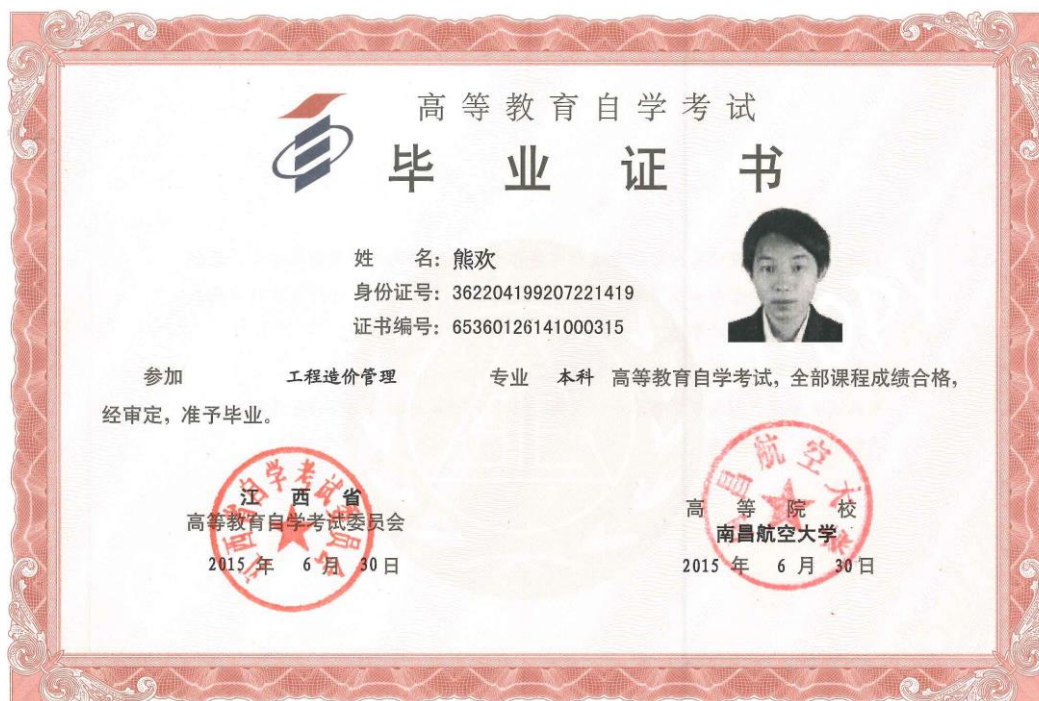 高等教育自学考试
毕业证书
姓 名：熊欢
身份证号：362204199207221419
证书编号：65360126141000315
参加 工程造价管理 专业 本科 高等教育自学考试，全部课程成绩合格，
经审定，准予毕业。
江西省
高等教育自学考试委员会
2015 年 6 月 30 日
高等院校
南昌航空大学
2015 年 6 月 30 日